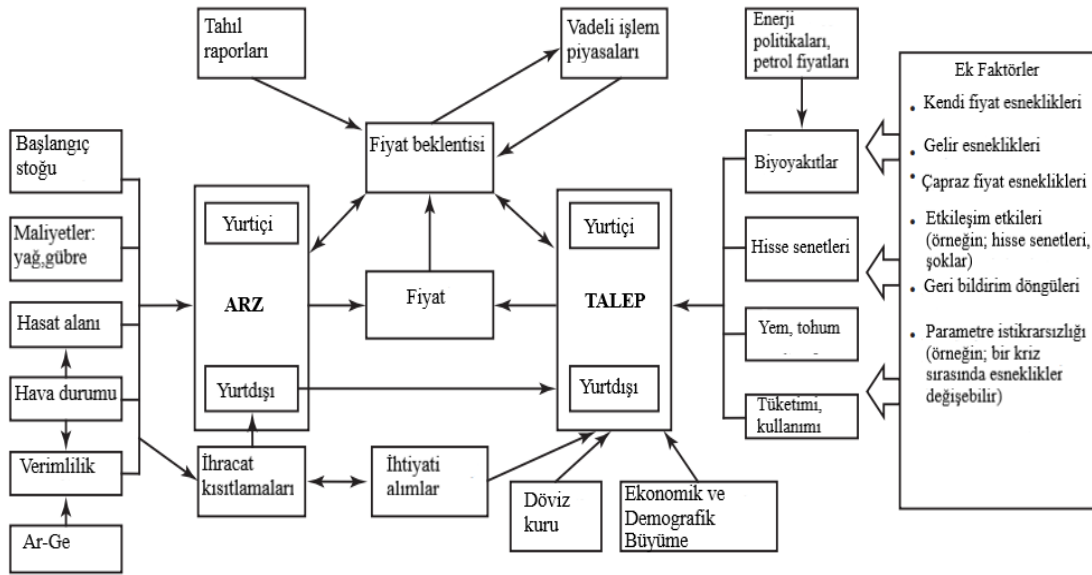 Tahıl
raporları
Vadeli işlem
piyasaları
Enerji
politikaları,
petrol fiyatları
Fiyat beklentisi
Başlangıç
stoğu
Maliyetler:
yağ,gübre
Hasat alanı
Hava durumu
Verimlilik
Ar-Ge
Yurtiçi
ARZ
Yurtdışı
Fiyat
Yurtiçi
TALEP
Yurtdışı
İhracat
kısıtlamaları
İhtiyati
alımlar
Döviz
kuru
Ekonomik ve
Demografik
Büyüme
Biyoyakıtlar
Hisse senetleri
Yem, tohum
Tüketimi,
kullanımı
Ek Faktörler
• Kendi fiyat esneklikleri
• Gelir esneklikleri
• Çapraz fiyat esneklikleri
• Etkileşim etkileri
(örneğin; hisse senetleri,
şoklar)
• Geri bildirim döngüleri
• Parametre istikrarsızlığı
(örneğin; bir kriz
sırasında esneklikler
değişebilir)